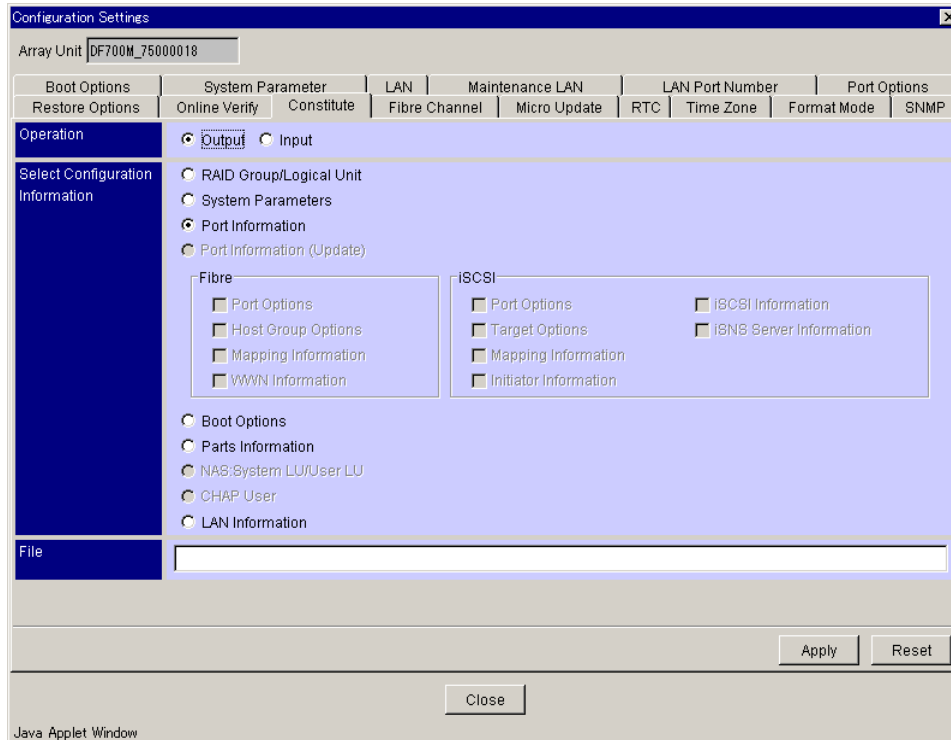 Configuration Settings
Array Unit DF700M_75000018
Boot Options System Parameter LAN Maintenance LAN LAN Port Number Port Options
Restore Options Online Verify Constitute Fibre Channel Micro Update RTC Time Zone Format Mode SNMP
Operation Output Input
Select Configuration Information
RAID Group/Logical Unit
System Parameters
Port Information
Port Information (Update)
Fibre
Port Options
Host Group Options
Mapping Information
WWN Information
iSCSI
Port Options iSCSI Information
Target Options iSNS Server Information
Mapping Information
Initiator Information
Boot Options
Parts Information
NAS:System LU/User LU
CHAP User
LAN Information
File
Apply Reset
Close
Java Applet Window